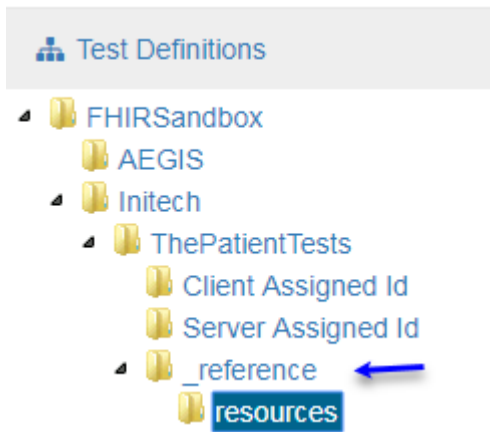 Test Definitions
FHIRSandbox
AEGIS
Initech
ThePatientTests
Client Assigned Id
Server Assigned Id
_reference
resources